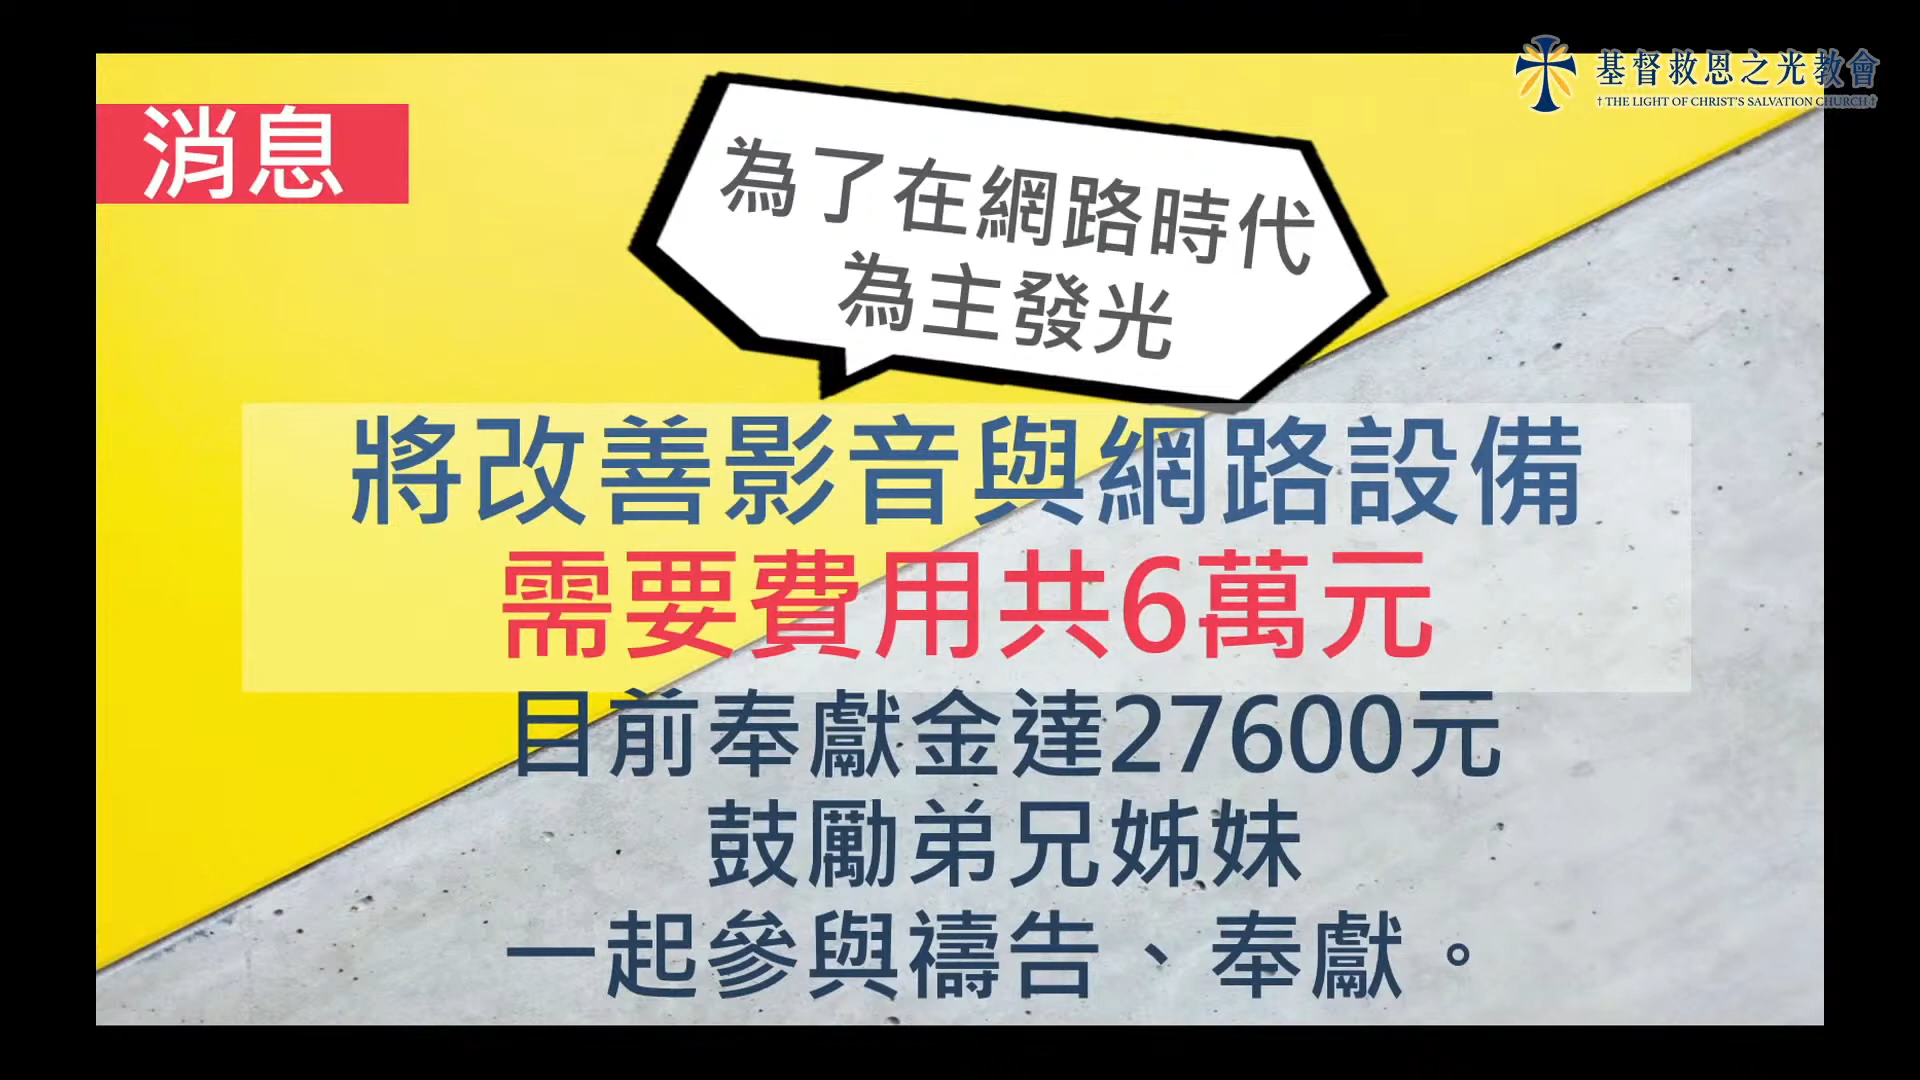 基督救恩之光教會
†THE LIGHT OF CHRIST'S SALVATION CHURCH†
消息
為了在網路時代
為主發光
將改善影音與網路設備
需要費用共6萬元
目前奉獻金達27600元
鼓勵弟兄姊妹
一起參與禱告、奉獻。